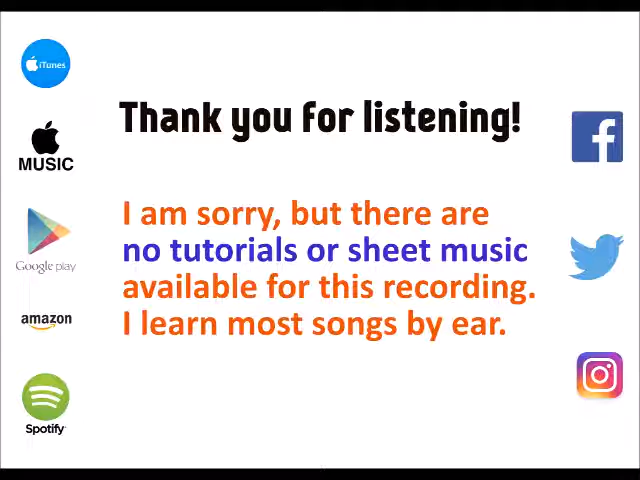 iTunes
Thank you for listening!
MUSIC
I am sorry, but there are
no tutorials or sheet music
Google play
available for this recording.
amazon
I learn most songs by ear.
Spotify